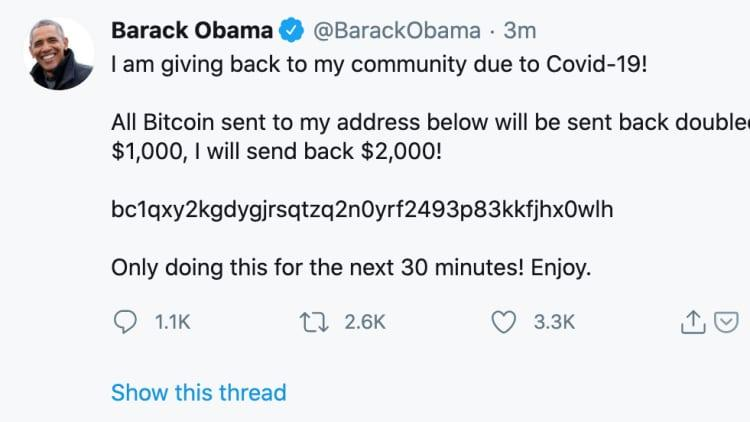 Barack Obama @BarackObama · 3m
I am giving back to my community due to Covid-19!
All Bitcoin sent to my address below will be sent back
$1,000, I will send back $2,000!
bc1qxy2kgdygjrsqtzq2n0yrf2493p83kkfjhx0wlh
Only doing this for the next 30 minutes! Enjoy.
1.1K 2.6K 3.3K
Show this thread